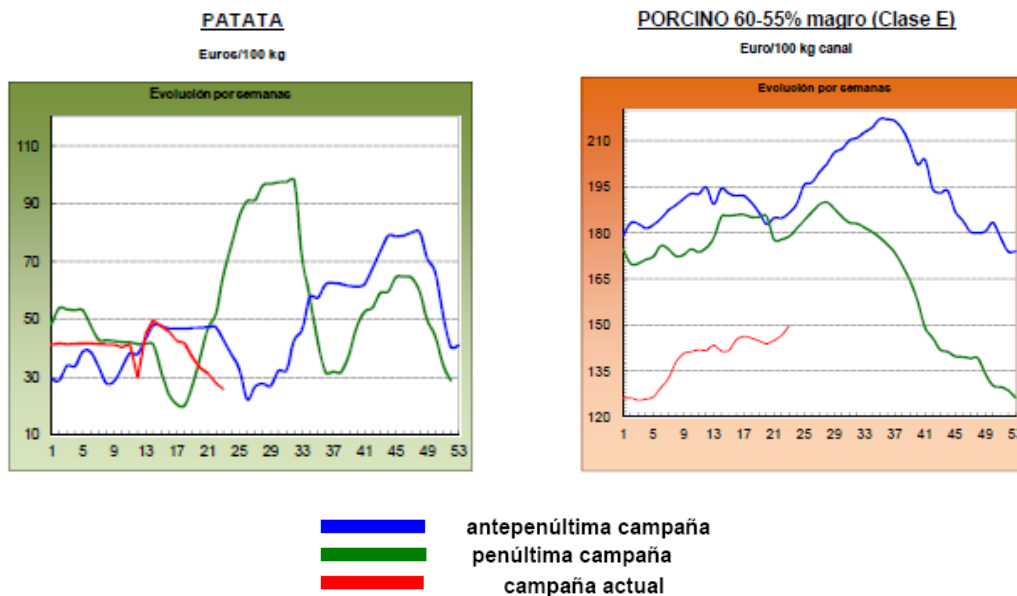 PATATA
Euros/100 kg
Evolución por semanas
110
90
70
50
30
10
1 5 9 13 17 21 25 29 33 37 41 45 49 53
PORCINO 60-55% magro (Clase E)
Euro/100 kg canal
Evolución por semanas
210
195
180
165
150
135
120
1 5 9 13 17 21 25 29 33 37 41 45 49 53
antepenúltima campaña
penúltima campaña
campaña actual